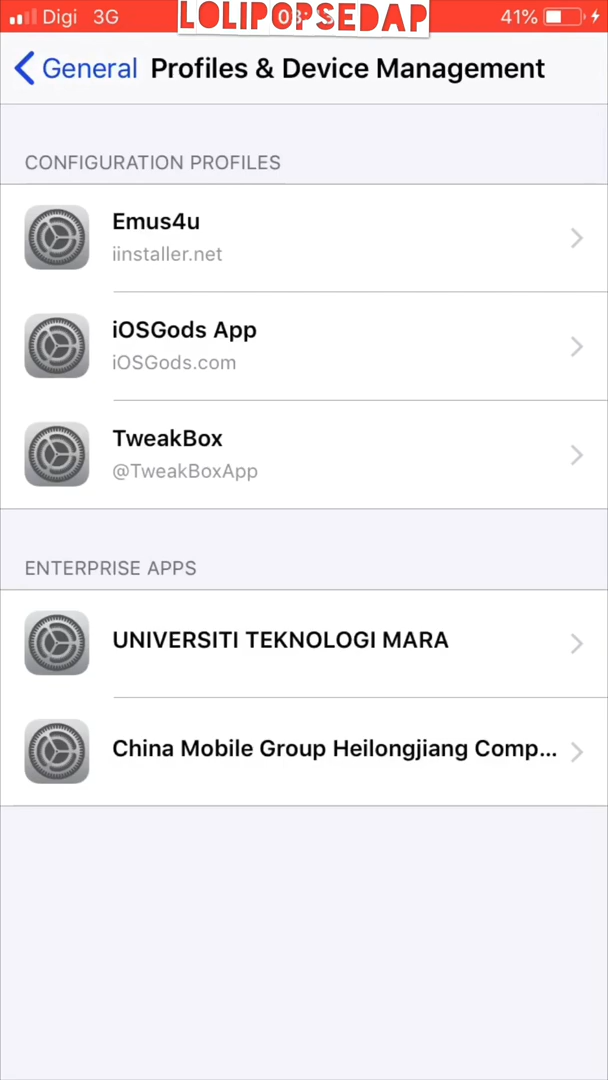 Digi 3G LOLIPOPSEDAP 41%
General Profiles & Device Management
CONFIGURATION PROFILES
Emus4u
iinstaller.net
iOSGods App
iOSGods.com
TweakBox
@TweakBoxApp
ENTERPRISE APPS
UNIVERSITI TEKNOLOGI MARA
China Mobile Group Heilongjiang Comp...